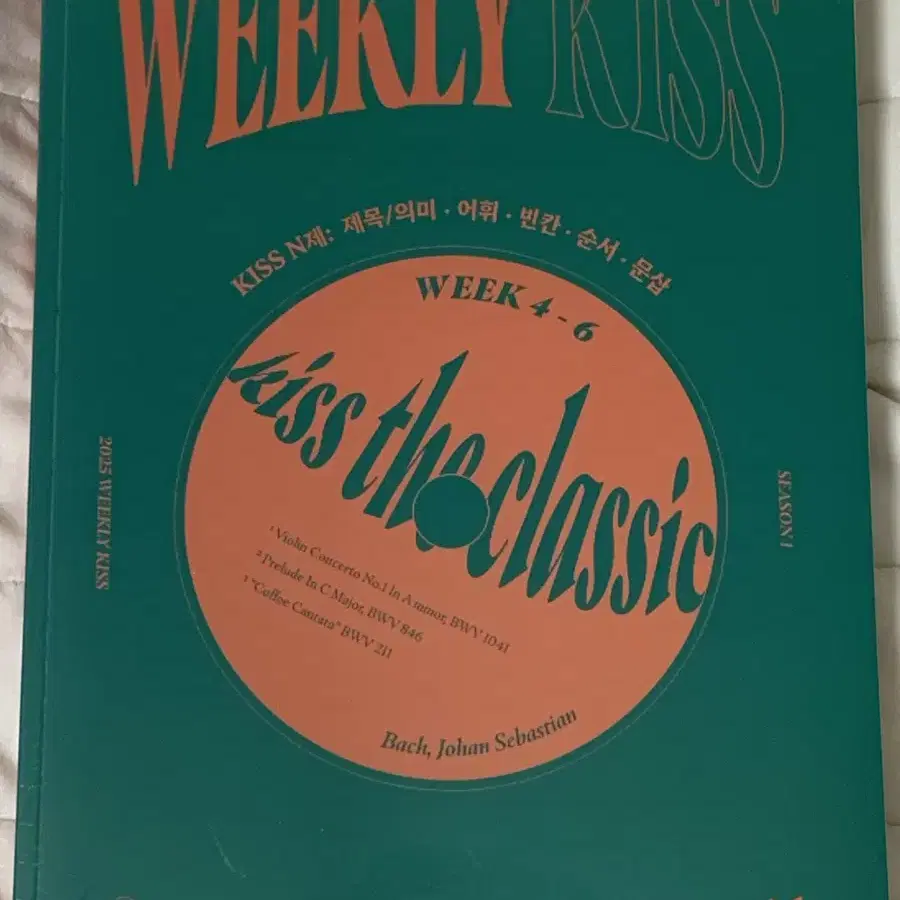 WEEKLY KISS
KISS N제: 제목/의미 · 어휘 · 빈칸 · 순서 · 문삽
WEEK 4 - 6
kiss the classic
2025 WEEKLY KISS
SEASON 1
1 Violin Concerto No.1 In A minor, BWV 1041
2 Prelude In C Major, BWV 846
3 "Coffee Cantata" BWV 211
Bach, Johan Sebastian